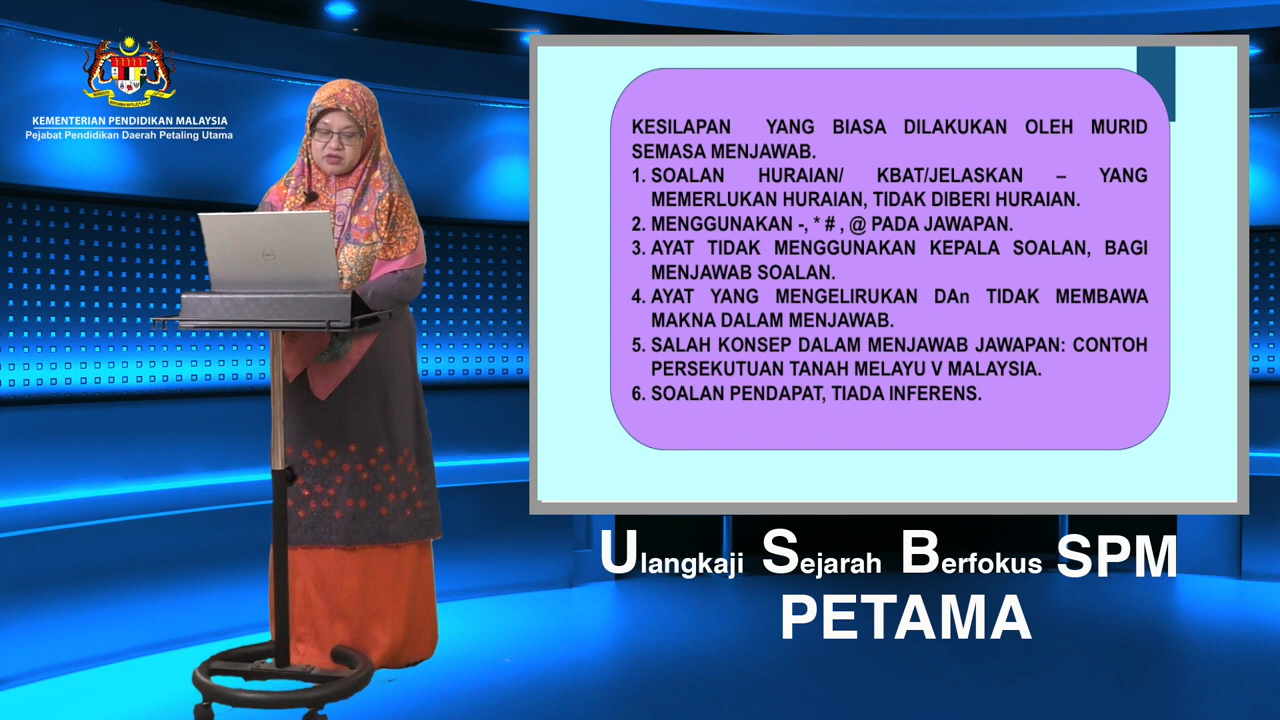 KEMENTERIAN PENDIDIKAN MALAYSIA
Pejabat Pendidikan Daerah Petaling Utama
KESILAPAN YANG BIASA DILAKUKAN OLEH MURID
SEMASA MENJAWAB.
1. SOALAN HURAIAN/ KBAT/JELASKAN – YANG
MEMERLUKAN HURAIAN, TIDAK DIBERI HURAIAN.
2. MENGGUNAKAN -, * # , @ PADA JAWAPAN.
3. AYAT TIDAK MENGGUNAKAN KEPALA SOALAN, BAGI
MENJAWAB SOALAN.
4. AYAT YANG MENGELIRUKAN DAn TIDAK MEMBAWA
MAKNA DALAM MENJAWAB.
5. SALAH KONSEP DALAM MENJAWAB JAWAPAN: CONTOH
PERSEKUTUAN TANAH MELAYU V MALAYSIA.
6. SOALAN PENDAPAT, TIADA INFERENS.
Ulangkaji Sejarah Berfokus SPM
PETAMA